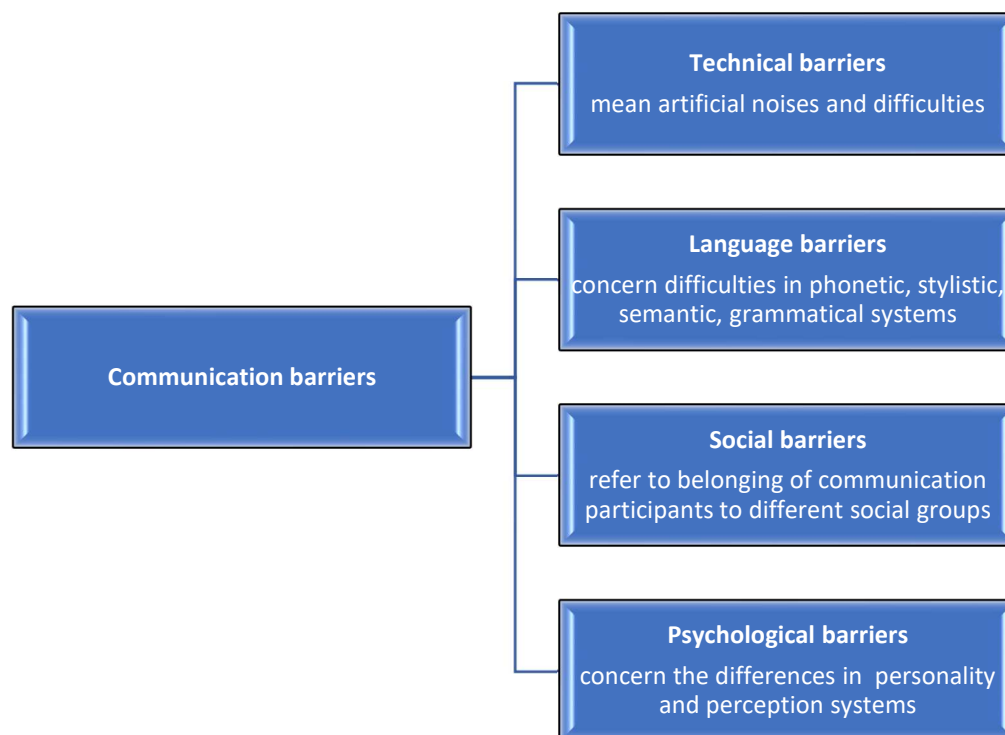 Communication barriers
Technical barriers
mean artificial noises and difficulties
Language barriers
concern difficulties in phonetic, stylistic,
semantic, grammatical systems
Social barriers
refer to belonging of communication
participants to different social groups
Psychological barriers
concern the differences in personality
and perception systems